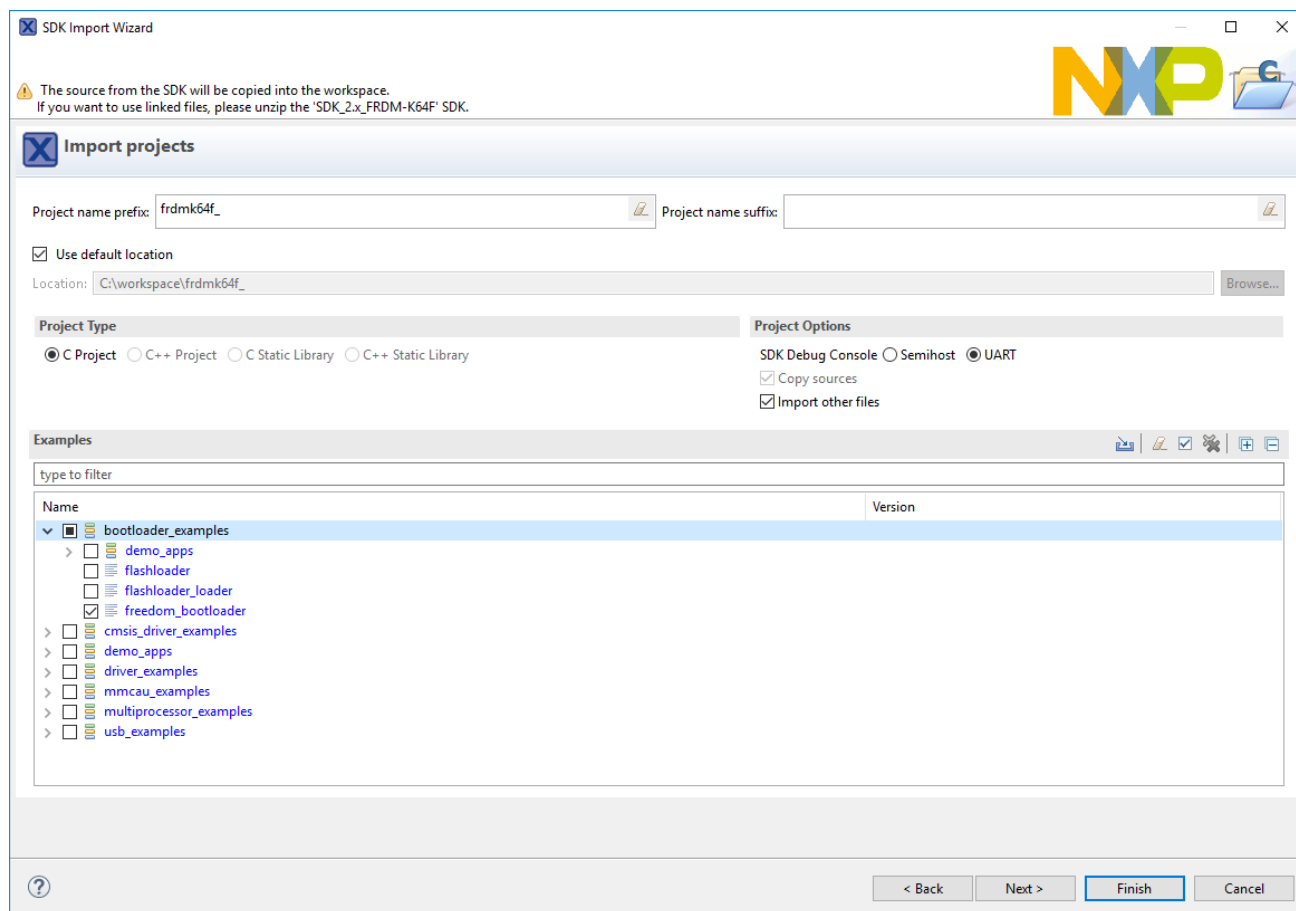 SDK Import Wizard
The source from the SDK will be copied into the workspace.
If you want to use linked files, please unzip the 'SDK_2.x_FRDM-K64F' SDK.
NXP
C
X Import projects
Project name prefix: frdmk64f_ Project name suffix:
Use default location
Location: C:\workspace\frdmk64f_ Browse...
Project Type Project Options
C Project C++ Project C Static Library C++ Static Library SDK Debug Console Semihost UART
Copy sources
Import other files
Examples
type to filter
Name Version
bootloader_examples
demo_apps
flashloader
flashloader_loader
freedom_bootloader
cmsis_driver_examples
demo_apps
driver_examples
mmcau_examples
multiprocessor_examples
usb_examples
? < Back Next > Finish Cancel